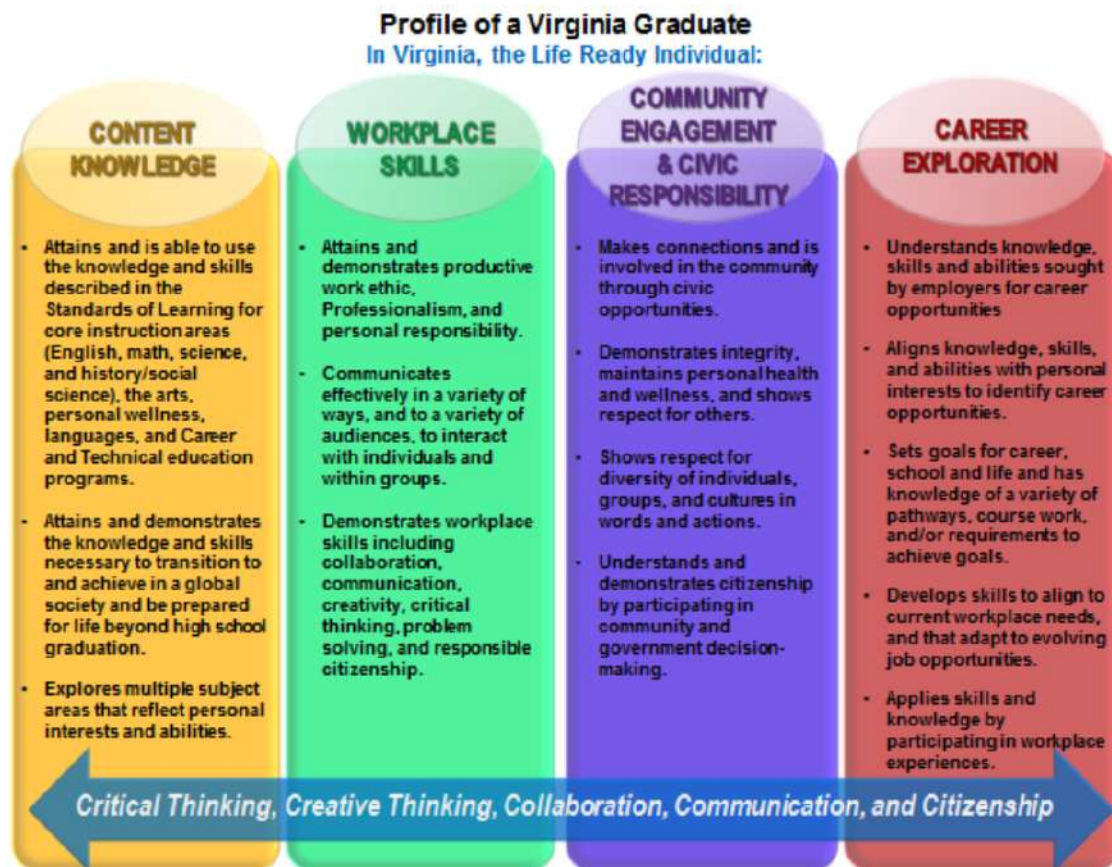 Profile of a Virginia Graduate
In Virginia, the Life Ready Individual:
CONTENT
KNOWLEDGE
• Attains and is able to use
the knowledge and skills
described in the
Standards of Learning for
core instruction areas
(English, math, science,
and history/social
science), the arts,
personal wellness,
languages, and Career
and Technical education
programs.
• Attains and demonstrates
the knowledge and skills
necessary to transition to
and achieve in a global
society and be prepared
for life beyond high school
graduation.
• Explores multiple subject
areas that reflect personal
interests and abilities.
WORKPLACE
SKILLS
• Attains and
demonstrates productive
work ethic,
Professionalism, and
personal responsibility.
• Communicates
effectively in a variety of
ways, and to a variety of
audiences, to interact
with individuals and
within groups.
• Demonstrates workplace
skills including
collaboration,
communication,
creativity, critical
thinking, problem
solving, and responsible
citizenship.
COMMUNITY
ENGAGEMENT
& CIVIC
RESPONSIBILITY
• Makes connections and is
involved in the community
through civic
opportunities.
• Demonstrates integrity,
maintains personal health
and wellness, and shows
respect for others.
• Shows respect for
diversity of individuals,
groups, and cultures in
words and actions.
• Understands and
demonstrates citizenship
by participating in
community and
government decision-
making.
CAREER
EXPLORATION
• Understands knowledge,
skills and abilities sought
by employers for career
opportunities
• Aligns knowledge, skills,
and abilities with personal
interests to identify career
opportunities.
• Sets goals for career,
school and life and has
knowledge of a variety of
pathways, course work,
and/or requirements to
achieve goals.
• Develops skills to align to
current workplace needs,
and that adapt to evolving
job opportunities.
• Applies skills and
knowledge by
participating in workplace
experiences.
Critical Thinking, Creative Thinking, Collaboration, Communication, and Citizenship